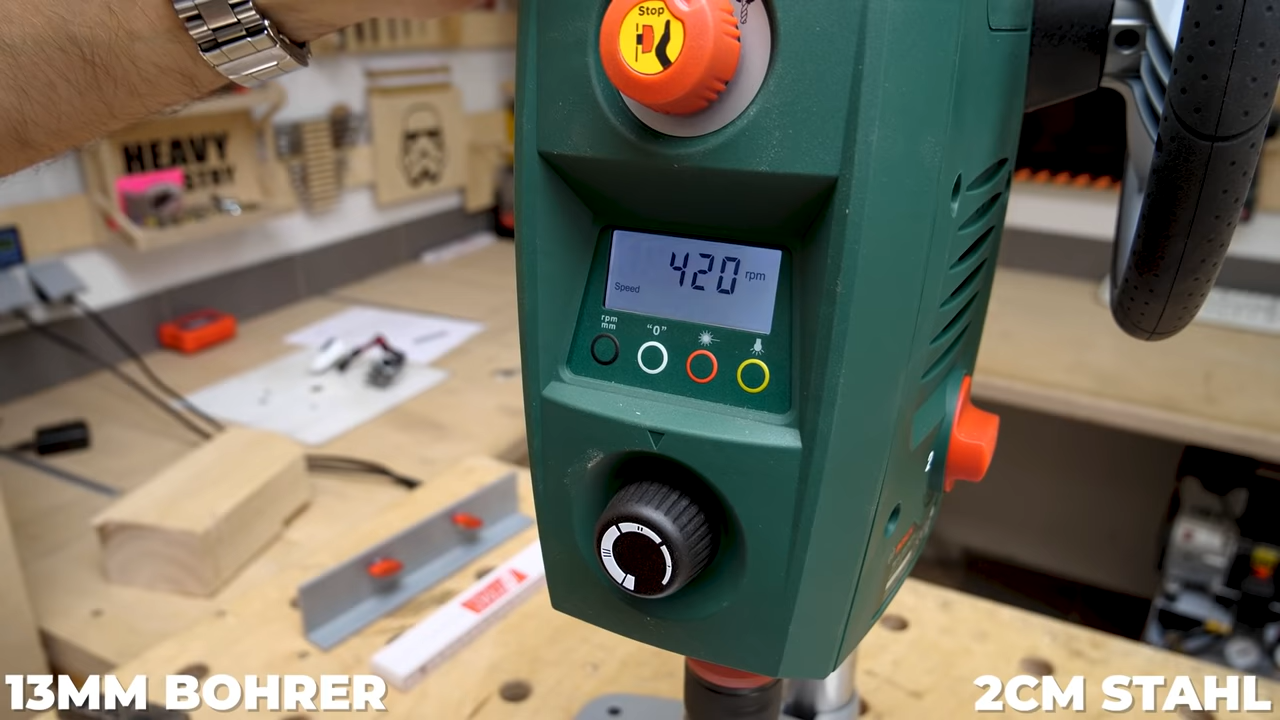 Stop
HEAVY
420 rpm
Speed
rpm
mm
"0"
13MM BOHRER
2CM STAHL